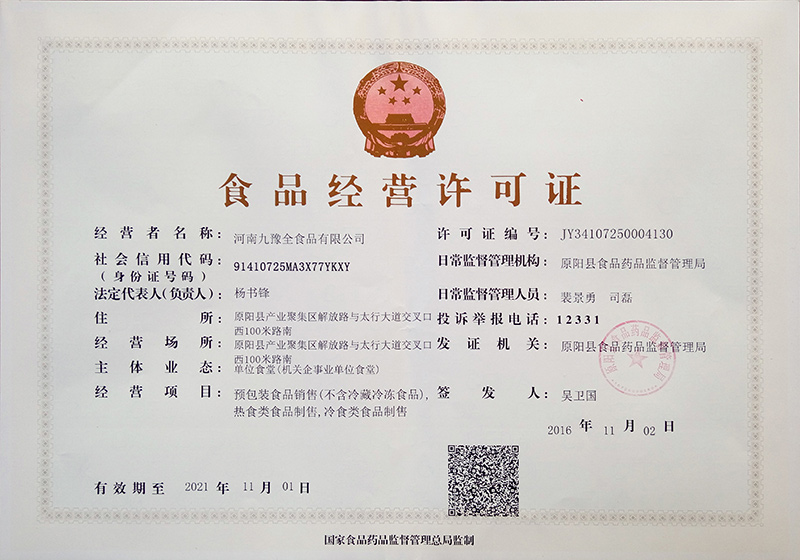 食品经营许可证
经营者名称：河南九豫全食品有限公司
许可证编号：JY34107250004130
社会信用代码：91410725MA3X77YKXY
(身份证号码)
日常监督管理机构：原阳县食品药品监督管理局
法定代表人(负责人)：杨书锋
日常监督管理人员：裴景勇 司磊
住所：原阳县产业聚集区解放路与太行大道交叉口
西100米路南
投诉举报电话：12331
经营场所：原阳县产业聚集区解放路与太行大道交叉口
西100米路南
发证机关：原阳县食品药品监督管理局
主体业态：单位食堂(机关企事业单位食堂)
经营项目：预包装食品销售(不含冷藏冷冻食品),
热食类食品制售,冷食类食品制售
签发人：吴卫国
2016年11月02日
有效期至 2021年11月01日
原阳县食品药品监督管理局
国家食品药品监督管理总局监制